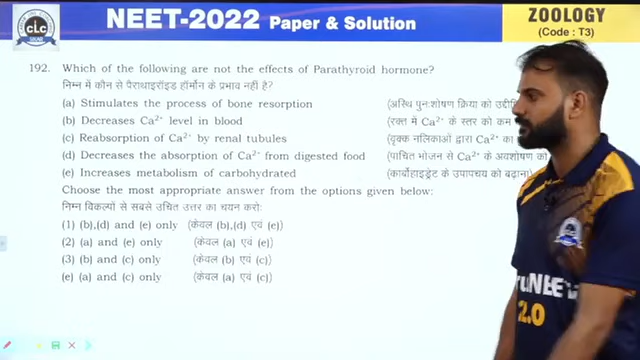 CLC
SIKAR
NEET-2022 Paper & Solution
ZOOLOGY
(Code : T3)
192. Which of the following are not the effects of Parathyroid hormone?
निम्न में कौन से पैराथाइरॉइड हॉर्मोन के प्रभाव नहीं है?
(a) Stimulates the process of bone resorption (अस्थि पुनःशोषण क्रिया को
(b) Decreases Ca²⁺ level in blood (रक्त में Ca²⁺ के स्तर को कम
(c) Reabsorption of Ca²⁺ by renal tubules (वृक्क नलिकाओं द्वारा Ca²⁺ का
(d) Decreases the absorption of Ca²⁺ from digested food (पाचित भोजन से Ca²⁺ के अवशोषण को
(e) Increases metabolism of carbohydrated (कार्बोहाइड्रेट के उपापचय को बढ़ाना)
Choose the most appropriate answer from the options given below:
निम्न विकल्पों से सबसे उचित उत्तर का चयन करो:
(1) (b),(d) and (e) only (केवल (b),(d) एवं (e))
(2) (a) and (e) only (केवल (a) एवं (e))
(3) (b) and (c) only (केवल (b) एवं (c))
(e) (a) and (c) only (केवल (a) एवं (c))
2.0